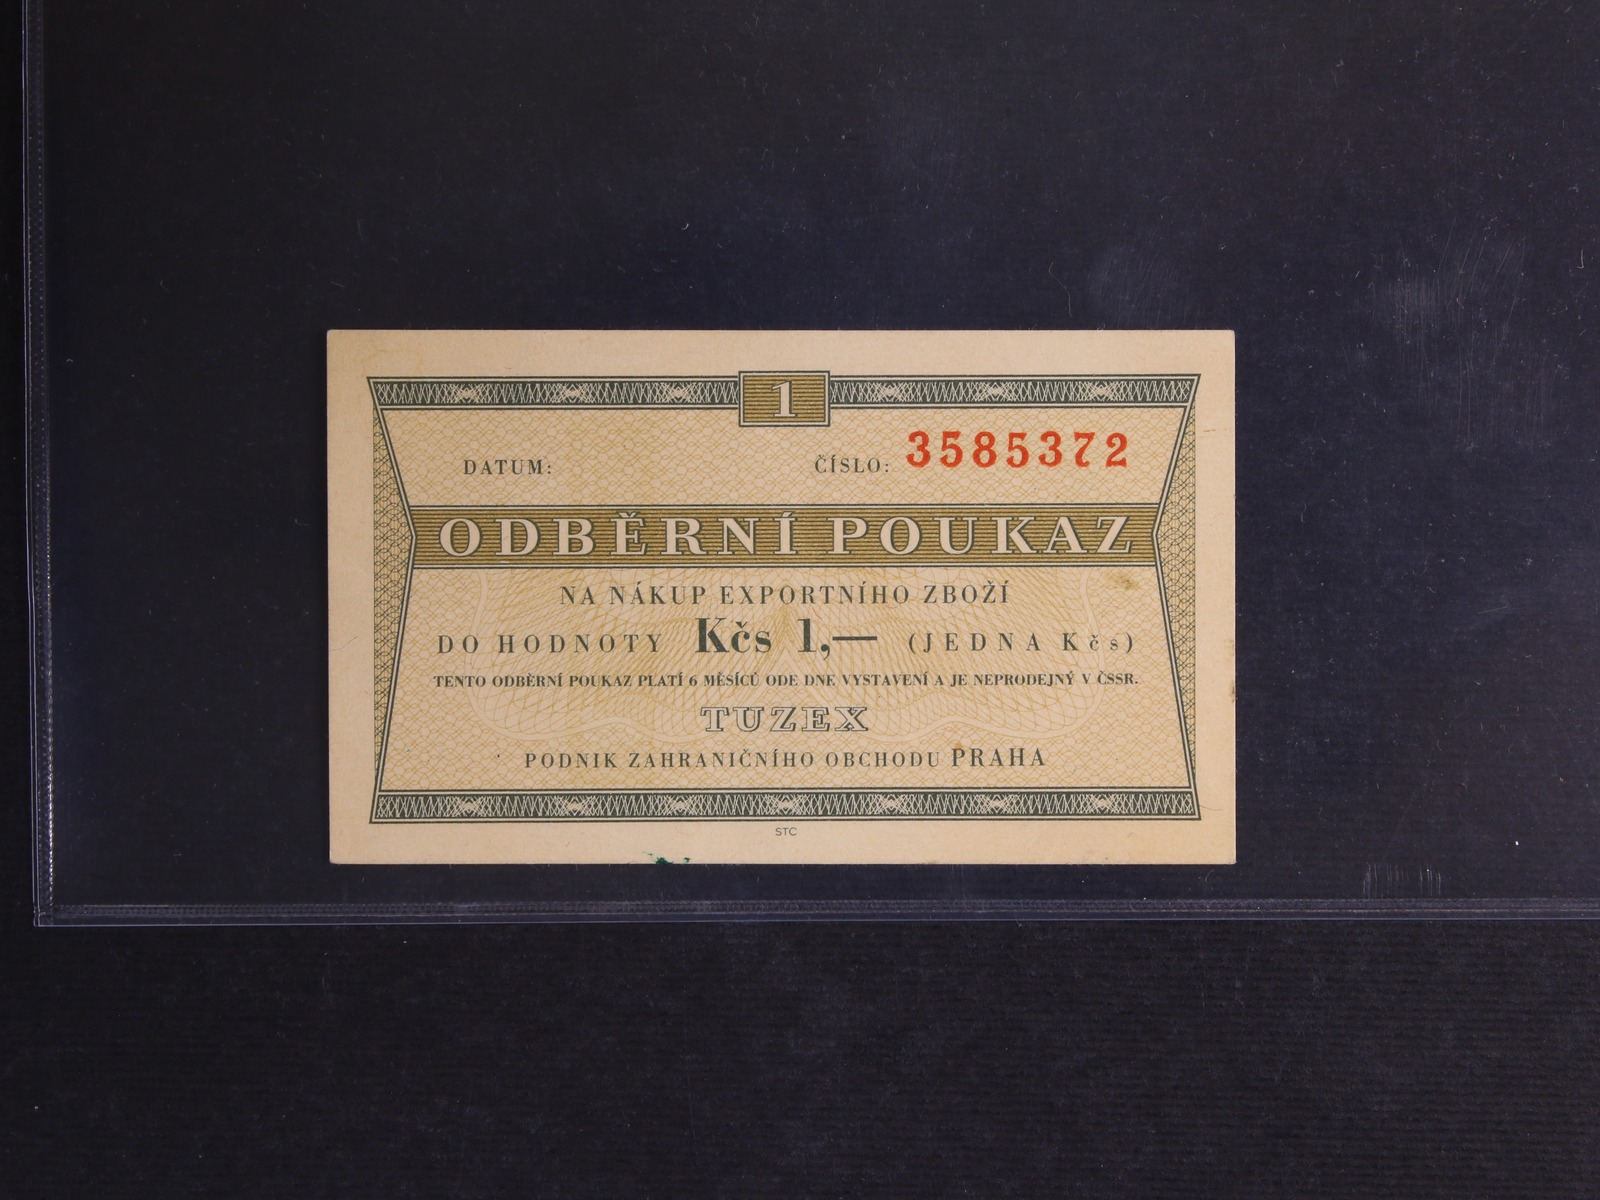 1
DATUM: ČÍSLO: 3585372
ODBĚRNÍ POUKAZ
NA NÁKUP EXPORTNÍHO ZBOŽÍ
DO HODNOTY Kčs 1,— (JEDNA Kčs)
TENTO ODBĚRNÍ POUKAZ PLATÍ 6 MĚSÍCŮ ODE DNE VYSTAVENÍ A JE NEPRODEJNÝ V ČSSR.
TUZEX
PODNIK ZAHRANIČNÍHO OBCHODU PRAHA
STC